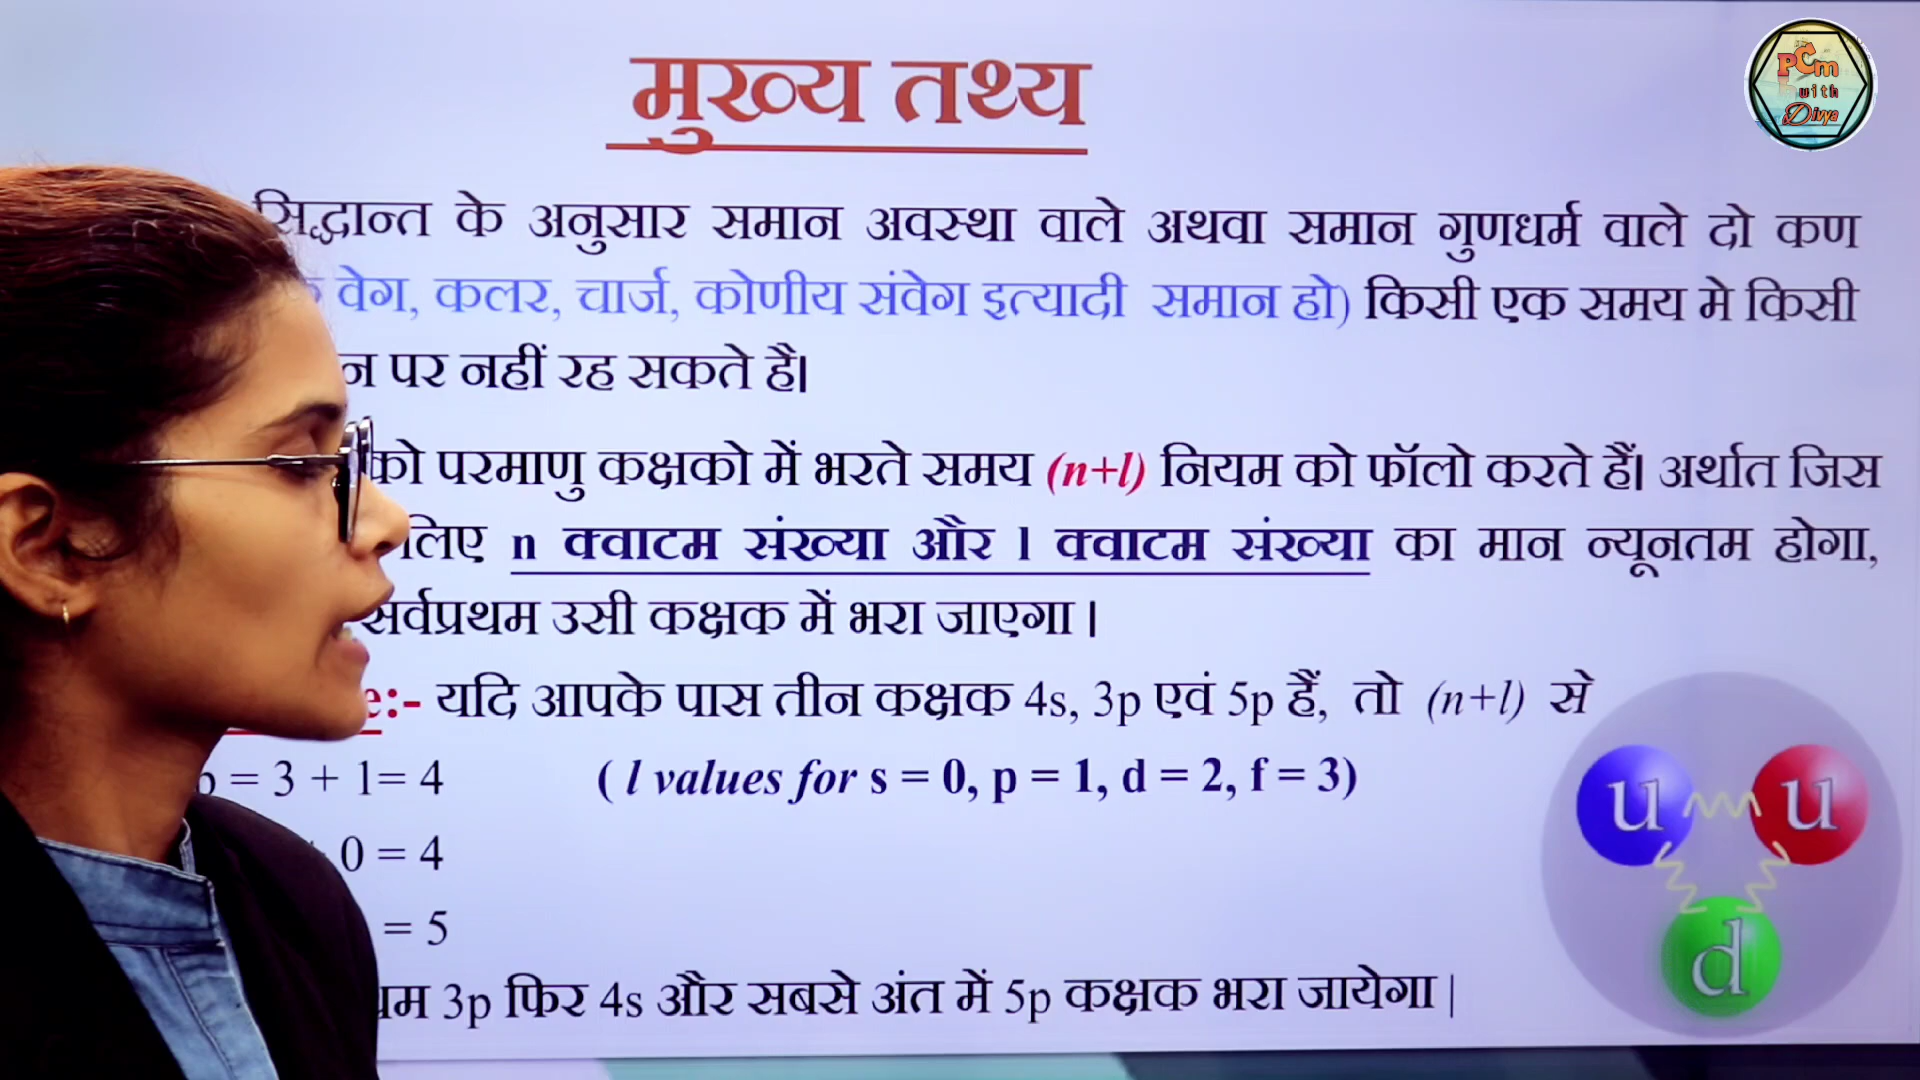 मुख्य तथ्य
PCm
with
Divya
सिद्धान्त के अनुसार समान अवस्था वाले अथवा समान गुणधर्म वाले दो कण
वेग, कलर, चार्ज, कोणीय संवेग इत्यादी समान हो) किसी एक समय मे किसी
न पर नहीं रह सकते है।
को परमाणु कक्षको में भरते समय (n+l) नियम को फॉलो करते हैं। अर्थात जिस
लिए n क्वाटम संख्या और l क्वाटम संख्या का मान न्यूनतम होगा,
सर्वप्रथम उसी कक्षक में भरा जाएगा ।
e:- यदि आपके पास तीन कक्षक 4s, 3p एवं 5p हैं, तो (n+l) से
= 3 + 1= 4 ( l values for s = 0, p = 1, d = 2, f = 3)
0 = 4
= 5
3p फिर 4s और सबसे अंत में 5p कक्षक भरा जायेगा |
u u
d